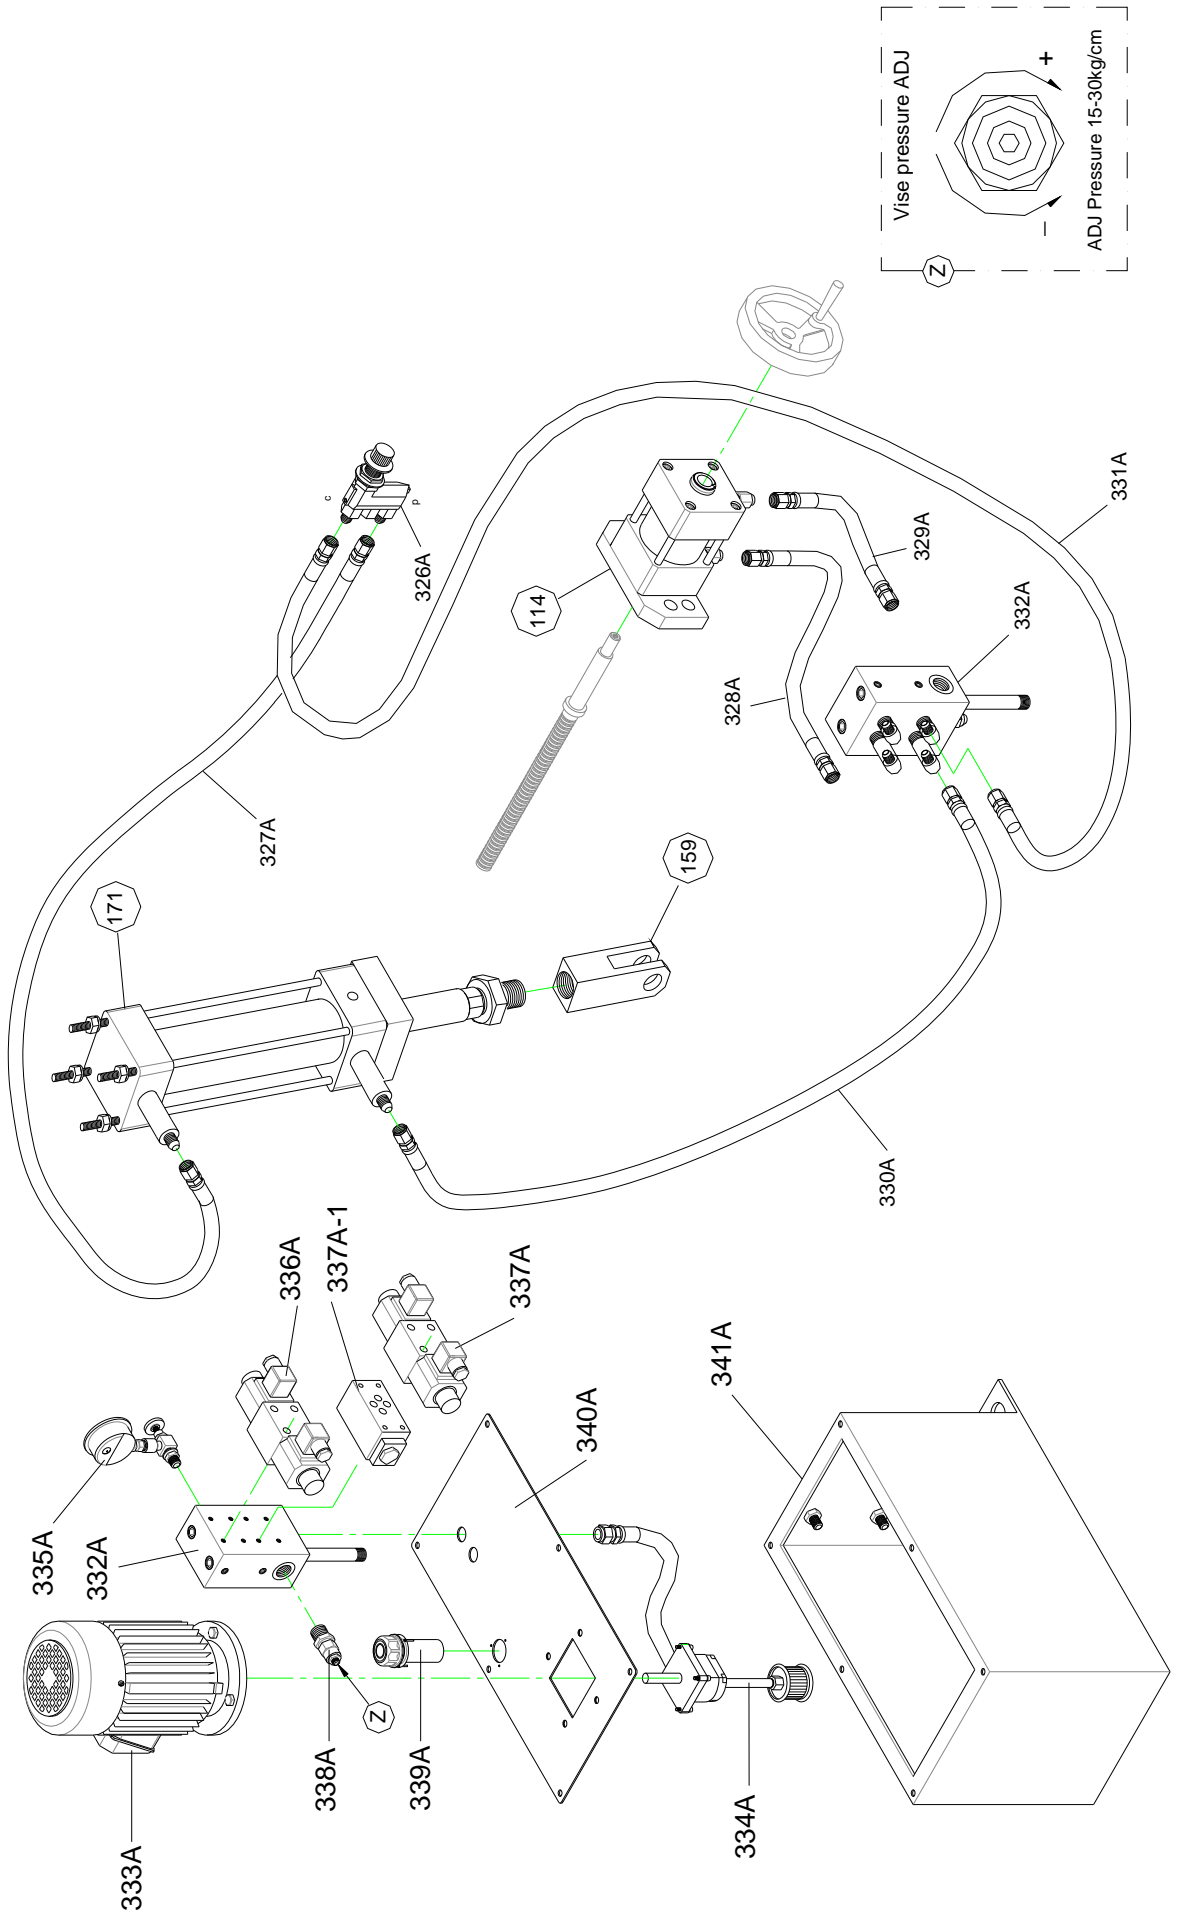 Vise pressure ADJ
+
−
ADJ Pressure 15-30kg/cm
Z
c
p
326A
331A
329A
114
332A
328A
327A
159
171
330A
336A
337A-1
337A
341A
340A
335A
332A
Z
338A
339A
334A
333A